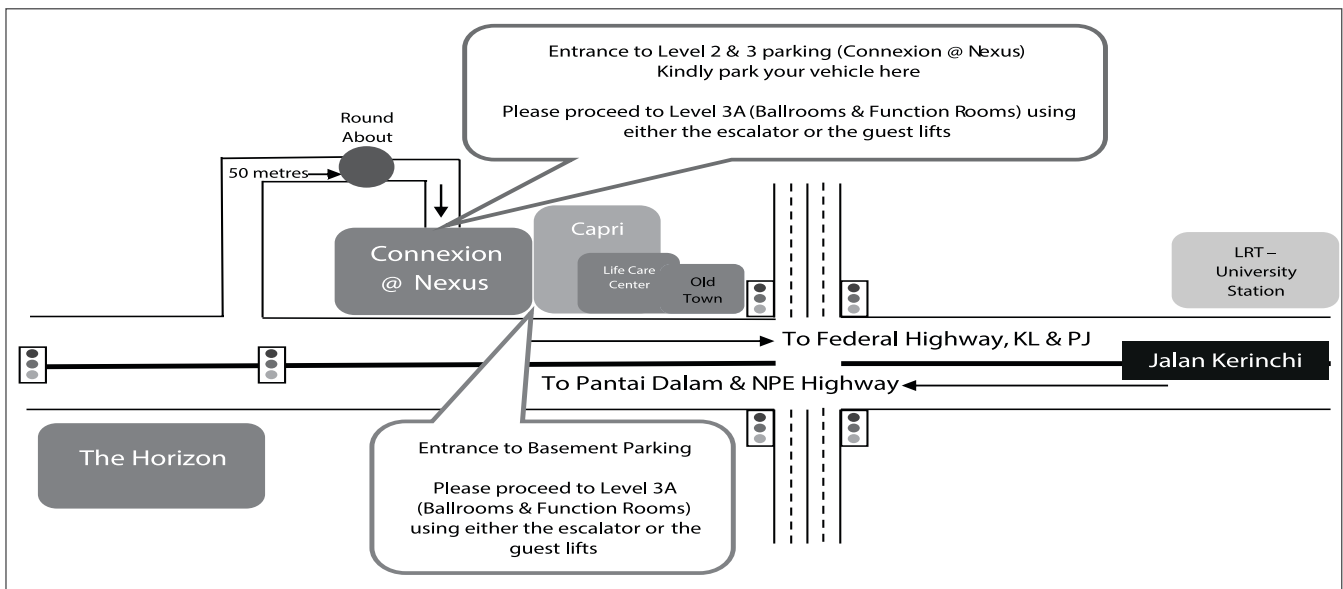 Entrance to Level 2 & 3 parking (Connexion @ Nexus)
Kindly park your vehicle here
Please proceed to Level 3A (Ballrooms & Function Rooms) using
either the escalator or the guest lifts
Round
About
50 metres
Connexion
@ Nexus
Capri
Life Care
Center
Old
Town
LRT –
University
Station
To Federal Highway, KL & PJ
Jalan Kerinchi
To Pantai Dalam & NPE Highway
The Horizon
Entrance to Basement Parking
Please proceed to Level 3A
(Ballrooms & Function Rooms)
using either the escalator or the
guest lifts